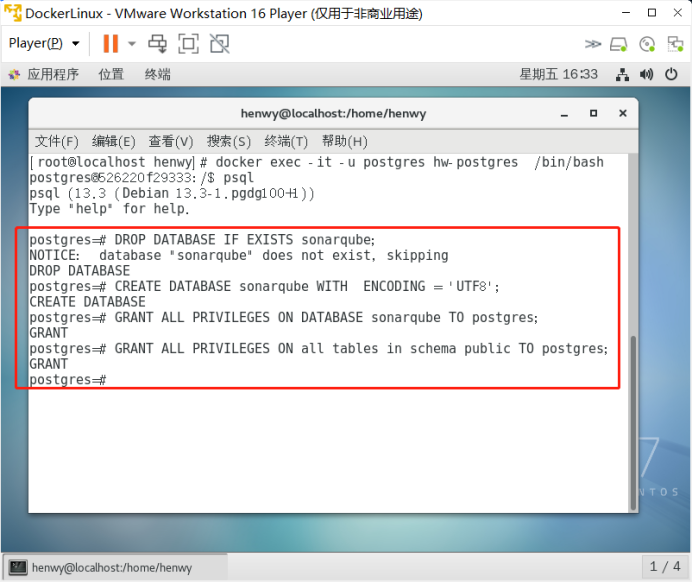 DockerLinux - VMware Workstation 16 Player (仅用于非商业用途)
Player(P)
应用程序 位置 终端 星期五 16:33
henwy@localhost:/home/henwy
文件(F) 编辑(E) 查看(V) 搜索(S) 终端(T) 帮助(H)
[root@localhost henwy]# docker exec -it -u postgres hw-postgres /bin/bash
postgres@526220f29333:/$ psql
psql (13.3 (Debian 13.3-1.pgdg100+1))
Type "help" for help.
postgres=# DROP DATABASE IF EXISTS sonarqube;
NOTICE: database "sonarqube" does not exist, skipping
DROP DATABASE
postgres=# CREATE DATABASE sonarqube WITH ENCODING ='UTF8';
CREATE DATABASE
postgres=# GRANT ALL PRIVILEGES ON DATABASE sonarqube TO postgres;
GRANT
postgres=# GRANT ALL PRIVILEGES ON all tables in schema public TO postgres;
GRANT
postgres=#
7
NTOS
henwy@localhost:/home/henwy
1 / 4